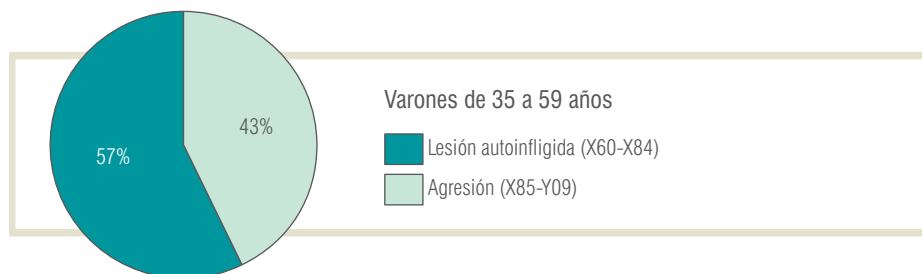 Varones de 35 a 59 años
43%
57%
Lesión autoinfligida (X60-X84)
Agresión (X85-Y09)